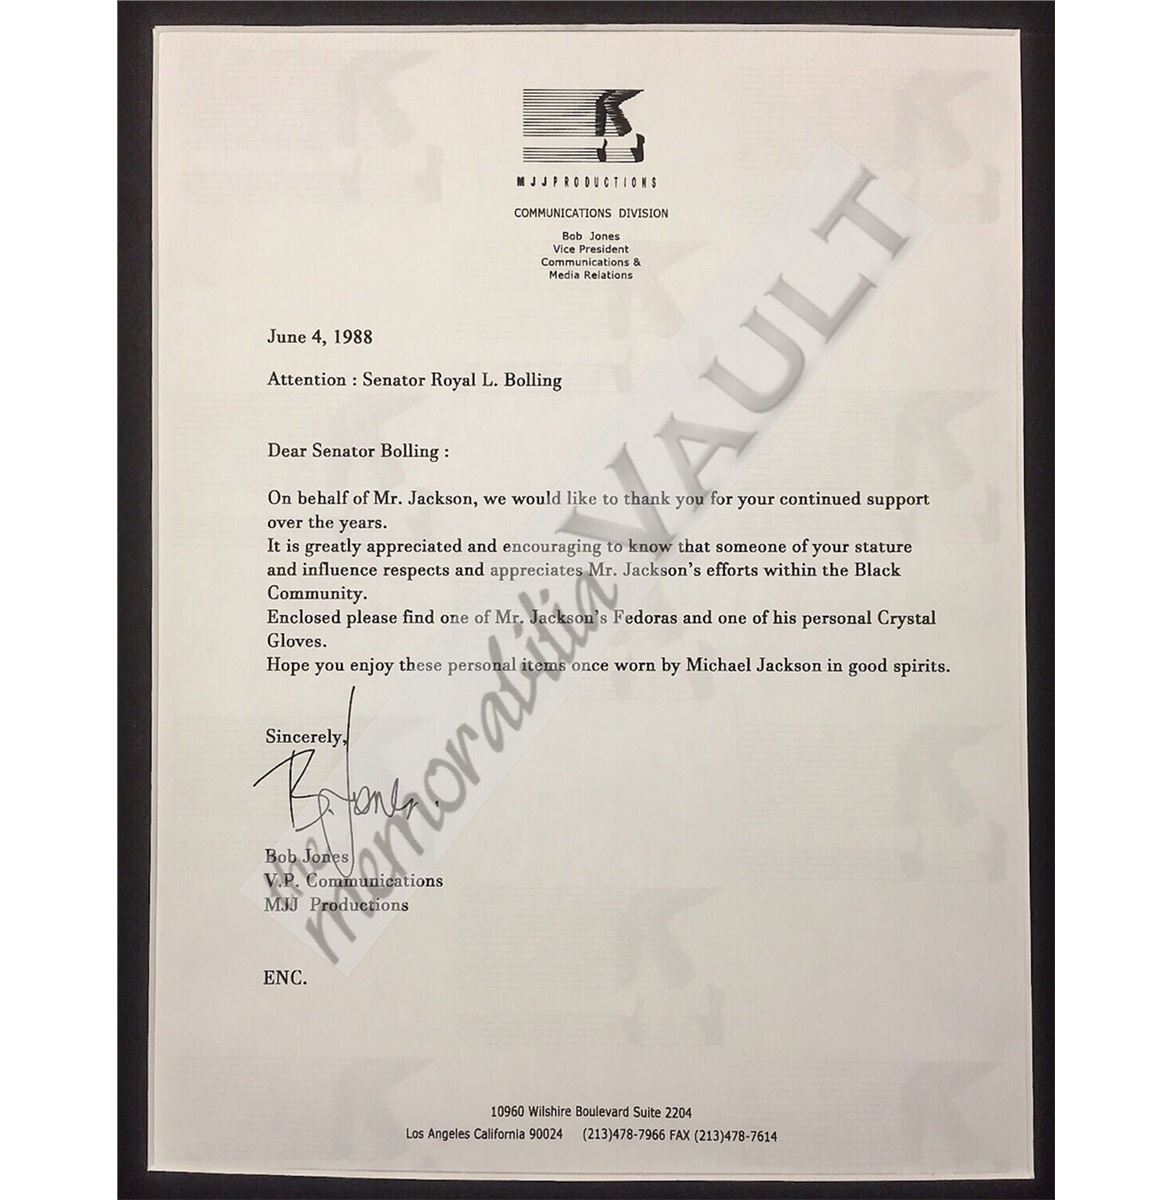 MJJPRODUCTIONS
COMMUNICATIONS DIVISION
Bob Jones
Vice President
Communications &
Media Relations
June 4, 1988
Attention : Senator Royal L. Bolling
Dear Senator Bolling :
On behalf of Mr. Jackson, we would like to thank you for your continued support
over the years.
It is greatly appreciated and encouraging to know that someone of your stature
and influence respects and appreciates Mr. Jackson's efforts within the Black
Community.
Enclosed please find one of Mr. Jackson's Fedoras and one of his personal Crystal
Gloves.
Hope you enjoy these personal items once worn by Michael Jackson in good spirits.
Sincerely,
B. Jones
Bob Jones
V.P. Communications
MJJ Productions
ENC.
10960 Wilshire Boulevard Suite 2204
Los Angeles California 90024 (213)478-7966 FAX (213)478-7614
the memorabilia VAULT